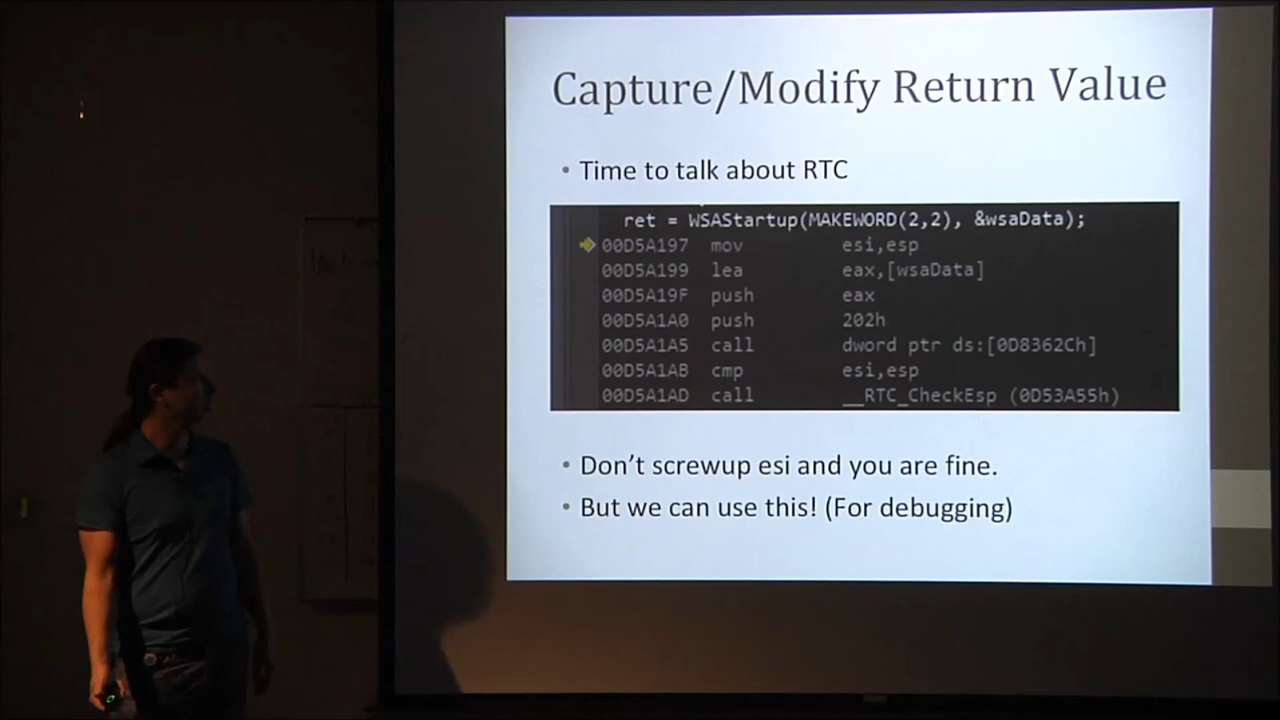 Capture/Modify Return Value
• Time to talk about RTC
ret = WSAStartup(MAKEWORD(2,2), &wsaData);
00D5A197 mov esi,esp
00D5A199 lea eax,[wsaData]
00D5A19F push eax
00D5A1A0 push 202h
00D5A1A5 call dword ptr ds:[0D8362Ch]
00D5A1AB cmp esi,esp
00D5A1AD call __RTC_CheckEsp (0D53A55h)
• Don't screwup esi and you are fine.
• But we can use this! (For debugging)